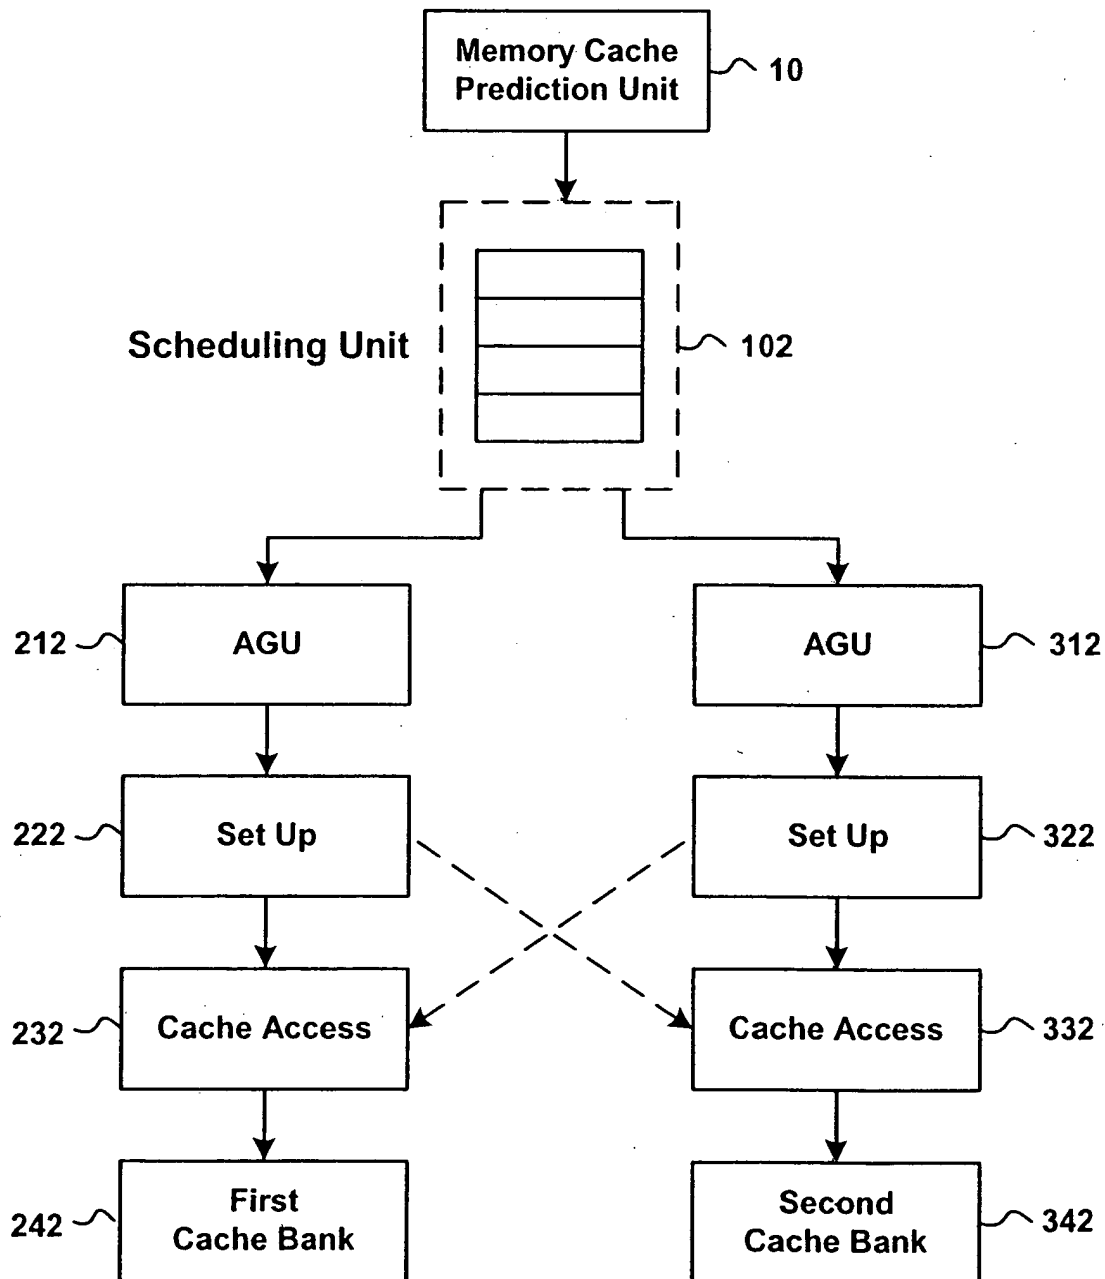 Memory Cache
Prediction Unit
10
Scheduling Unit
102
212
AGU
AGU
312
222
Set Up
Set Up
322
232
Cache Access
Cache Access
332
242
First
Cache Bank
Second
Cache Bank
342